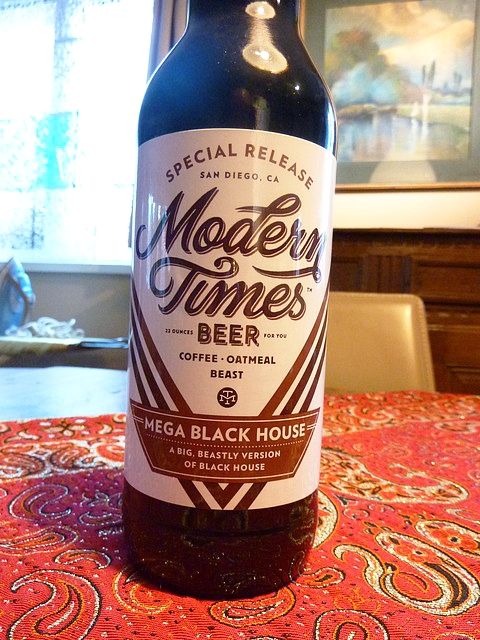 SPECIAL RELEASE
SAN DIEGO, CA
Modern
Times™
22 OUNCES BEER FOR YOU
COFFEE · OATMEAL
BEAST
MEGA BLACK HOUSE
A BIG, BEASTLY VERSION
OF BLACK HOUSE